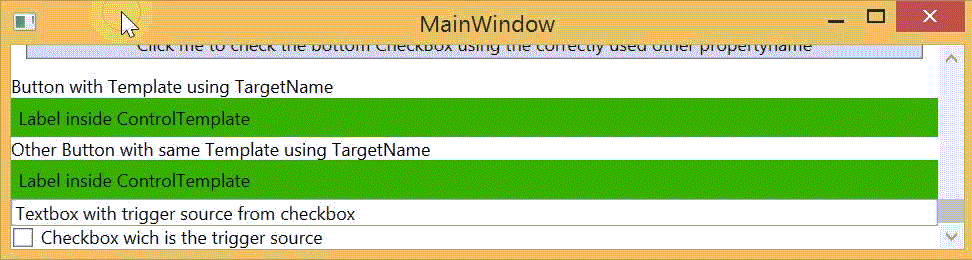 MainWindow
Click me to check the bottom CheckBox using the correctly used other propertyname
Button with Template using TargetName
Label inside ControlTemplate
Other Button with same Template using TargetName
Label inside ControlTemplate
Textbox with trigger source from checkbox
Checkbox wich is the trigger source